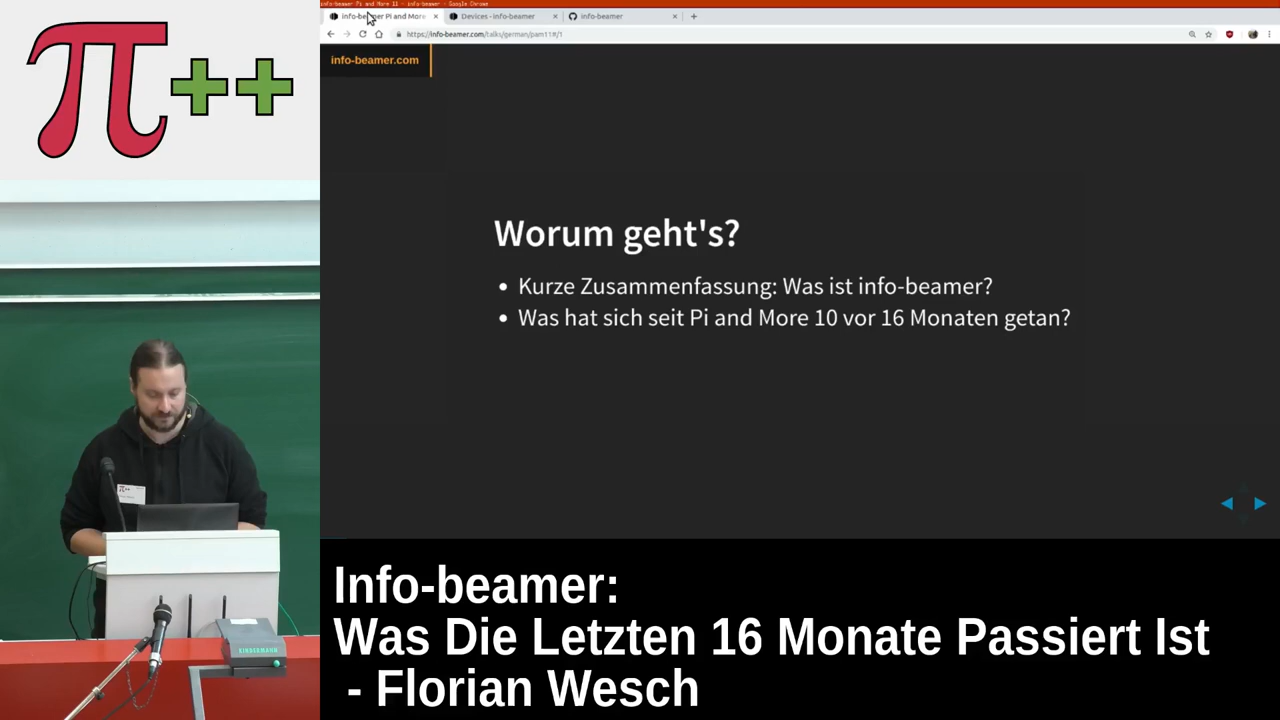 π++
info-beamer Pi and More 11 - info-beamer - Google Chrome
info-beamer Pi and More
Devices - info-beamer
info-beamer
https://info-beamer.com/talks/german/pam11#/1
info-beamer.com
Worum geht's?
• Kurze Zusammenfassung: Was ist info-beamer?
• Was hat sich seit Pi and More 10 vor 16 Monaten getan?
π++
KINDERMANN
Info-beamer:
Was Die Letzten 16 Monate Passiert Ist
- Florian Wesch